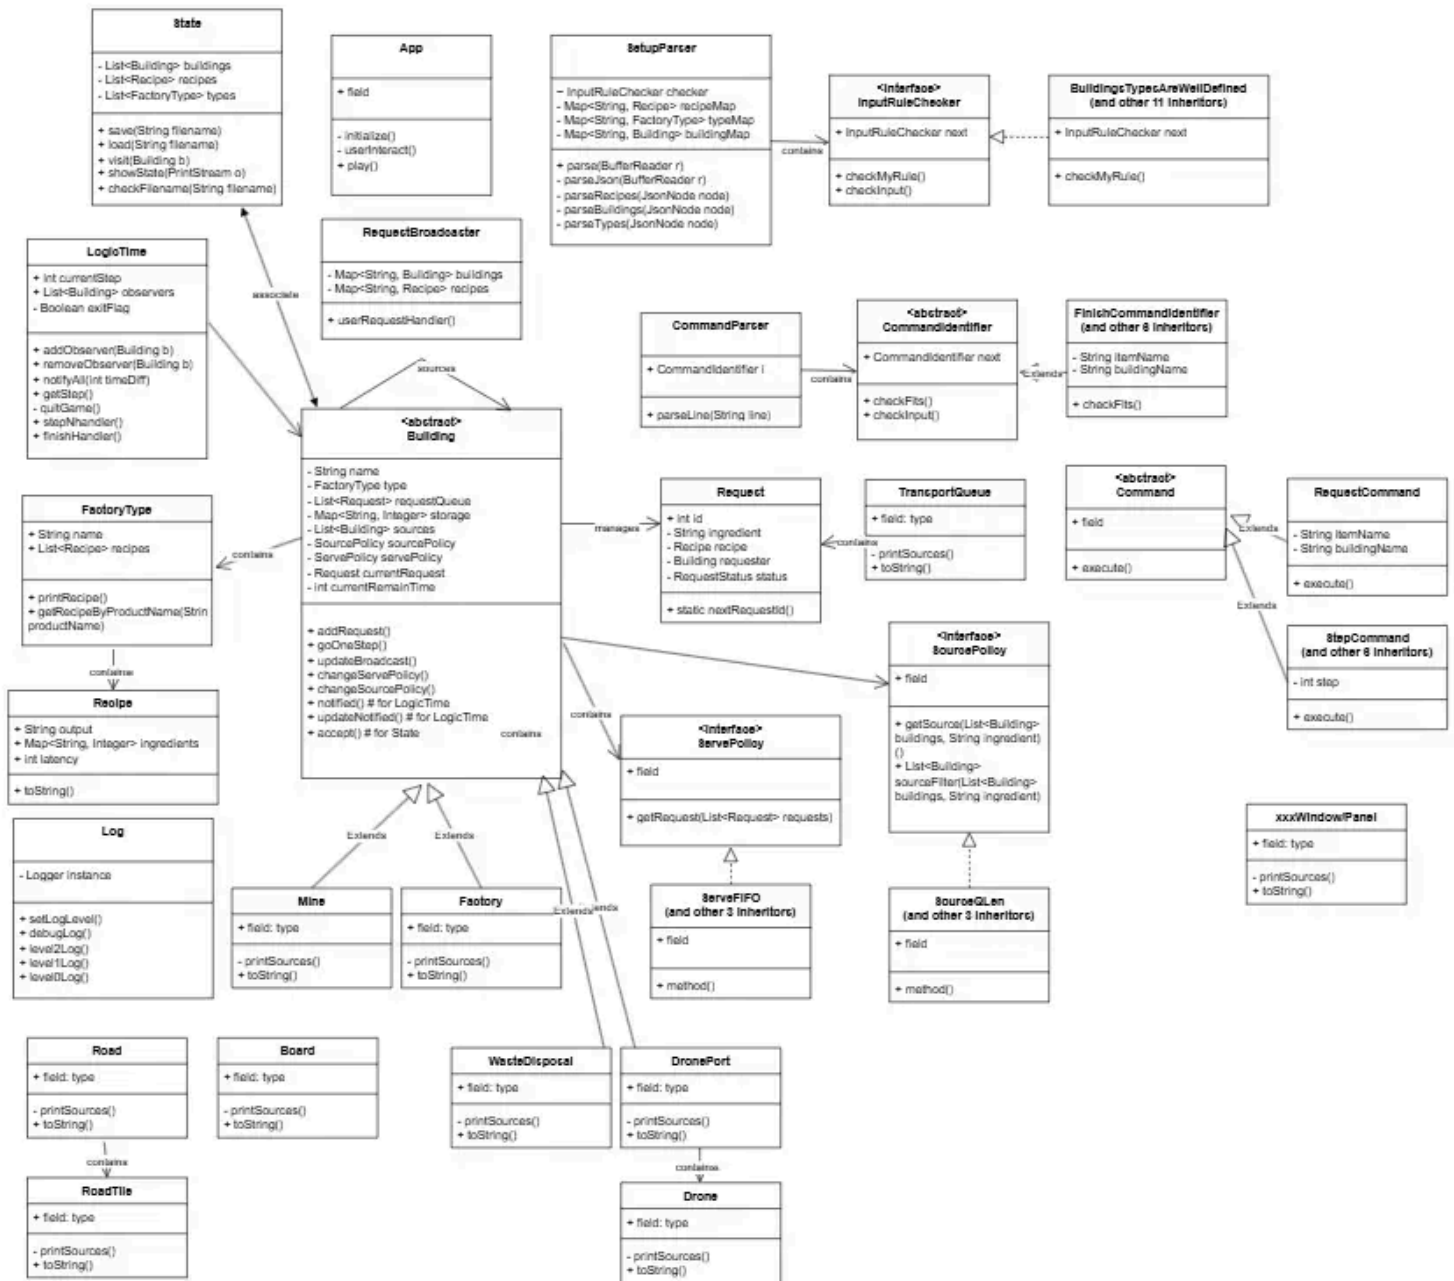 State
- List<Building> buildings
- List<Recipe> recipes
- List<FactoryType> types
+ save(String filename)
+ load(String filename)
+ visit(Building b)
+ showState(PrintStream o)
+ checkFilename(String filename)
App
+ field
- initialize()
- userInteract()
+ play()
SetupParser
- InputRuleChecker checker
- Map<String, Recipe> recipeMap
- Map<String, FactoryType> typeMap
- Map<String, Building> buildingMap
+ parse(BufferReader r)
- parseJson(BufferReader r)
- parseRecipes(JsonNode node)
- parseBuildings(JsonNode node)
- parseTypes(JsonNode node)
contains
<Interface>
InputRuleChecker
+ InputRuleChecker next
+ checkMyRule()
+ checkInput()
BuildingsTypesAreWellDefined
(and other 11 inheritors)
+ InputRuleChecker next
+ checkMyRule()
associate
RequestBroadcaster
- Map<String, Building> buildings
- Map<String, Recipe> recipes
+ userRequestHandler()
LogicTime
+ int currentStep
+ List<Building> observers
- Boolean exitFlag
+ addObserver(Building b)
+ removeObserver(Building b)
+ notifyAll(int timeDiff)
+ getStep()
- quitGame()
+ stepNhandler()
+ finishHandler()
sources
CommandParser
+ CommandIdentifier i
+ parseLine(String line)
contains
<abstract>
CommandIdentifier
+ CommandIdentifier next
+ checkFits()
+ checkInput()
Extends
FinishCommandIdentifier
(and other 6 inheritors)
- String itemName
- String buildingName
+ checkFits()
<abstract>
Building
- String name
- FactoryType type
- List<Request> requestQueue
- Map<String, Integer> storage
- List<Building> sources
- SourcePolicy sourcePolicy
- ServePolicy servePolicy
- Request currentRequest
- int currentRemainTime
+ addRequest()
+ goOneStep()
+ updateBroadcast()
+ changeServePolicy()
+ changeSourcePolicy()
+ notified() # for LogicTime
+ updateNotified() # for LogicTime
+ accept() # for State
contains
manages
Request
+ int id
- String ingredient
- Recipe recipe
- Building requester
- RequestStatus status
+ static nextRequestId()
contains
TransportQueue
+ field: type
- printSources()
+ toString()
<abstract>
Command
+ field
+ execute()
Extends
Extends
RequestCommand
- String itemName
- String buildingName
+ execute()
StepCommand
(and other 6 inheritors)
- int step
+ execute()
FactoryType
+ String name
+ List<Recipe> recipes
+ printRecipe()
+ getRecipeByProductName(Strin
productName)
contains
contains
Recipe
+ String output
+ Map<String, Integer> ingredients
+ int latency
+ toString()
contains
<Interface>
ServePolicy
+ field
+ getRequest(List<Request> requests)
<Interface>
SourcePolicy
+ field
+ getSource(List<Building>
buildings, String ingredient)
()
+ List<Building>
sourceFilter(List<Building>
buildings, String ingredient)
xxxWindow/Panel
+ field: type
- printSources()
+ toString()
Log
- Logger instance
+ setLogLevel()
+ debugLog()
+ level2Log()
+ level1Log()
+ level0Log()
Extends
Extends
Mine
+ field: type
- printSources()
+ toString()
Factory
+ field: type
- printSources()
+ toString()
Extends
ServeFIFO
(and other 3 inheritors)
+ field
+ method()
SourceQLen
(and other 3 inheritors)
+ field
+ method()
Road
+ field: type
- printSources()
+ toString()
contains
RoadTile
+ field: type
- printSources()
+ toString()
Board
+ field: type
- printSources()
+ toString()
WasteDisposal
+ field: type
- printSources()
+ toString()
DronePort
+ field: type
- printSources()
+ toString()
contains
Drone
+ field: type
- printSources()
+ toString()